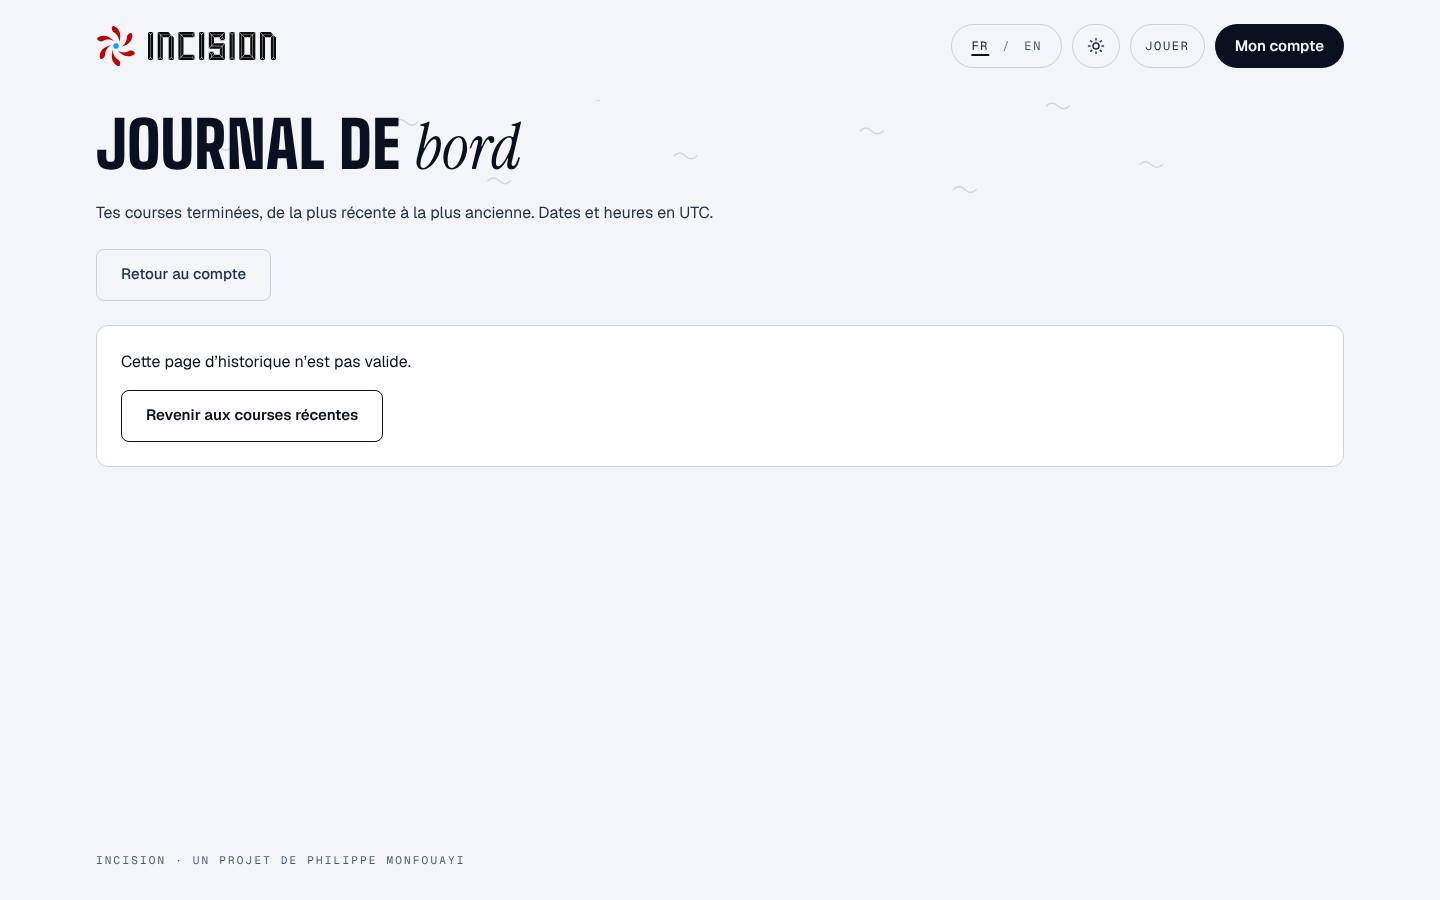 INCISION
FR / EN
JOUER
Mon compte
JOURNAL DE bord
Tes courses terminées, de la plus récente à la plus ancienne. Dates et heures en UTC.
Retour au compte
Cette page d’historique n’est pas valide.
Revenir aux courses récentes
INCISION · UN PROJET DE PHILIPPE MONFOUAYI